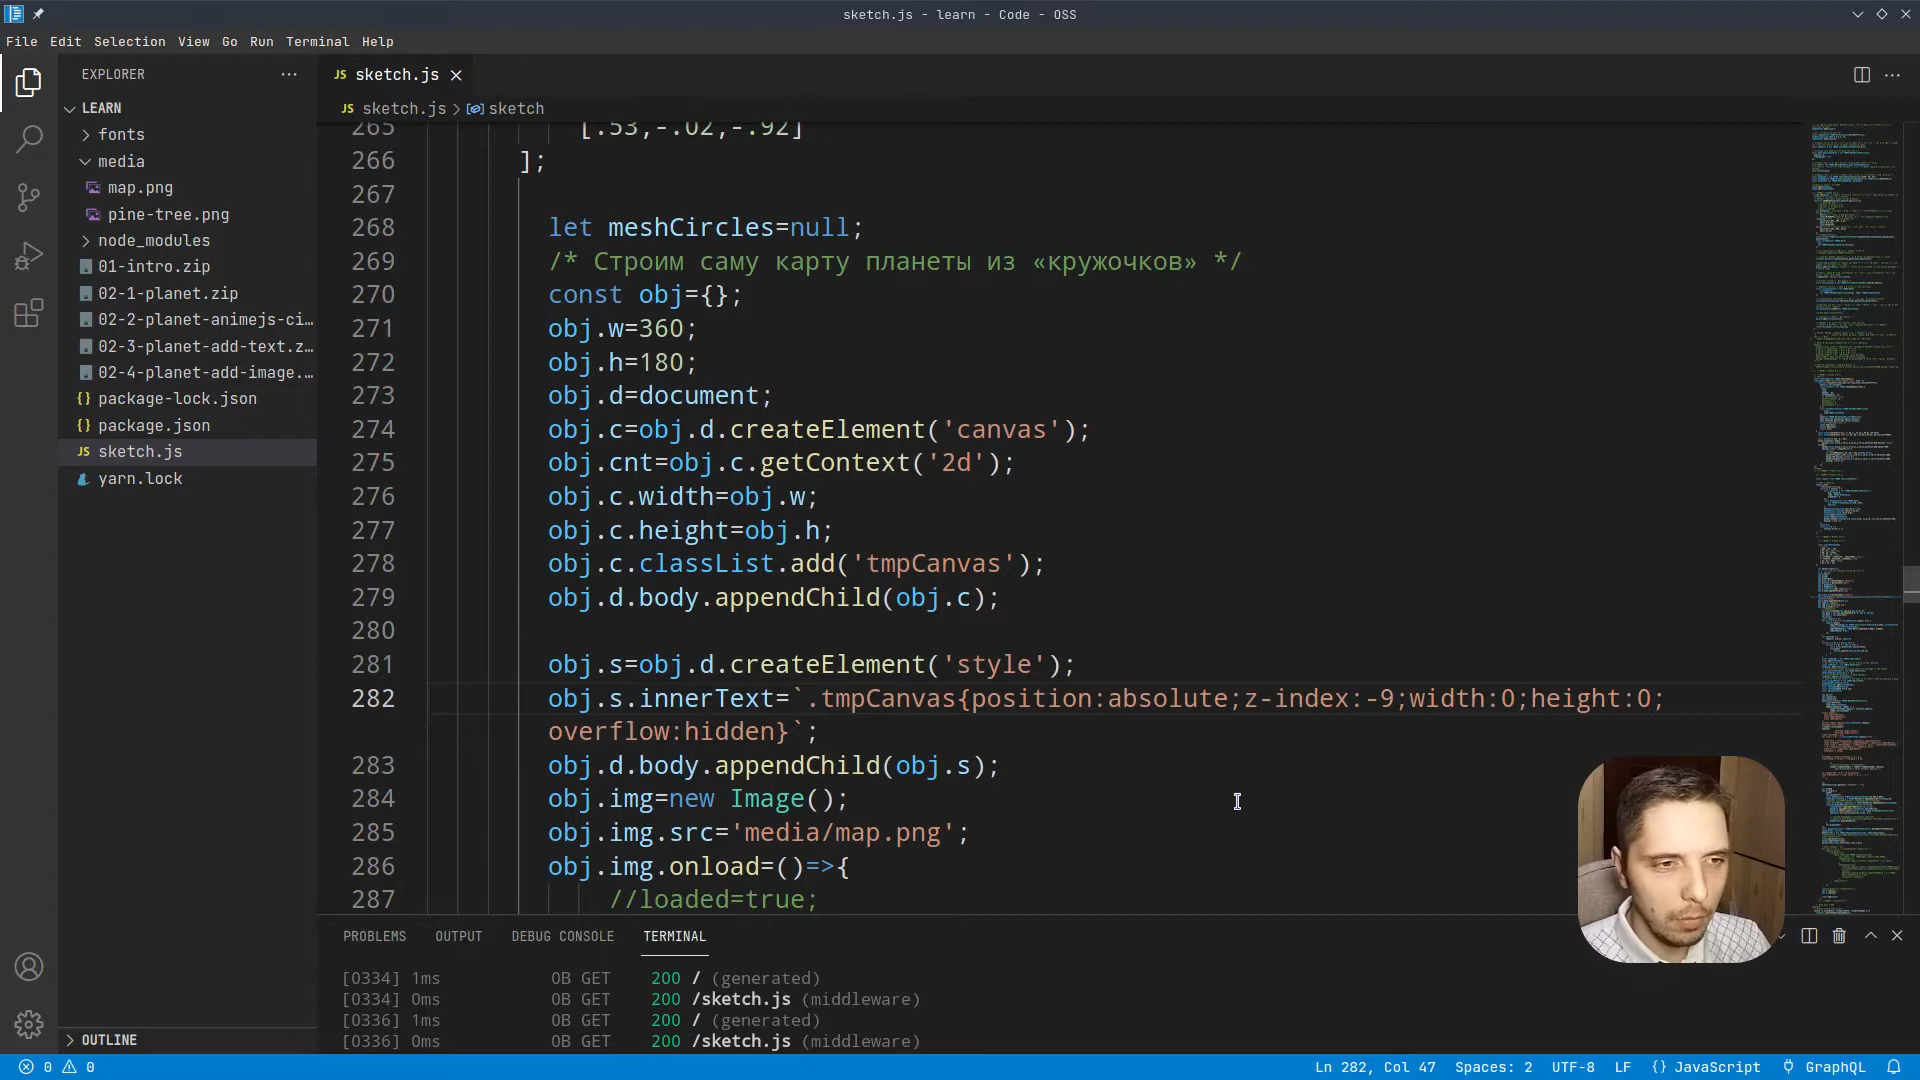 sketch.js - learn - Code - OSS
File Edit Selection View Go Run Terminal Help
EXPLORER
LEARN
fonts
media
map.png
pine-tree.png
node_modules
01-intro.zip
02-1-planet.zip
02-2-planet-animejs-ci...
02-3-planet-add-text.z...
02-4-planet-add-image....
package-lock.json
package.json
JS sketch.js
yarn.lock
OUTLINE
JS sketch.js
JS sketch.js > sketch
265 [.53,-.02,-.92]
266 ];
267
268 let meshCircles=null;
269 /* Строим саму карту планеты из «кружочков» */
270 const obj={};
271 obj.w=360;
272 obj.h=180;
273 obj.d=document;
274 obj.c=obj.d.createElement('canvas');
275 obj.cnt=obj.c.getContext('2d');
276 obj.c.width=obj.w;
277 obj.c.height=obj.h;
278 obj.c.classList.add('tmpCanvas');
279 obj.d.body.appendChild(obj.c);
280
281 obj.s=obj.d.createElement('style');
282 obj.s.innerText=`.tmpCanvas{position:absolute;z-index:-9;width:0;height:0;
overflow:hidden}`;
283 obj.d.body.appendChild(obj.s);
284 obj.img=new Image();
285 obj.img.src='media/map.png';
286 obj.img.onload=()=>{
287 //loaded=true;
PROBLEMS OUTPUT DEBUG CONSOLE TERMINAL
[0334] 1ms 0B GET 200 / (generated)
[0334] 0ms 0B GET 200 /sketch.js (middleware)
[0336] 1ms 0B GET 200 / (generated)
[0336] 0ms 0B GET 200 /sketch.js (middleware)
0 0 Ln 282, Col 47 Spaces: 2 UTF-8 LF {} JavaScript GraphQL